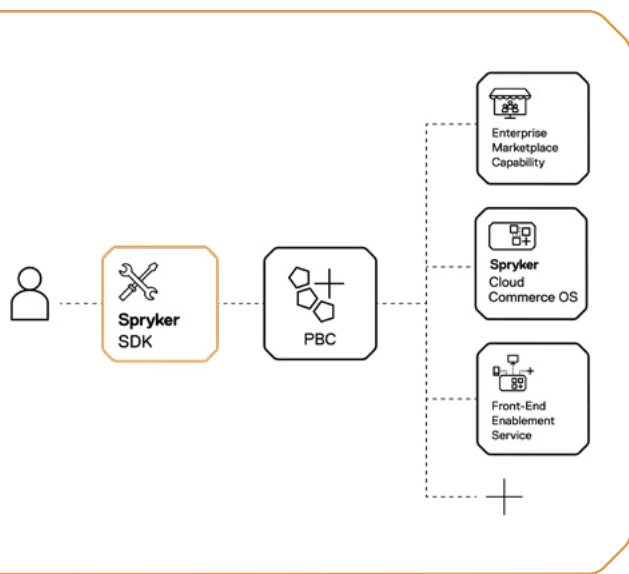 Enterprise
Marketplace
Capability
Spryker
Cloud
Commerce OS
Spryker
SDK
PBC
Front-End
Enablement
Service